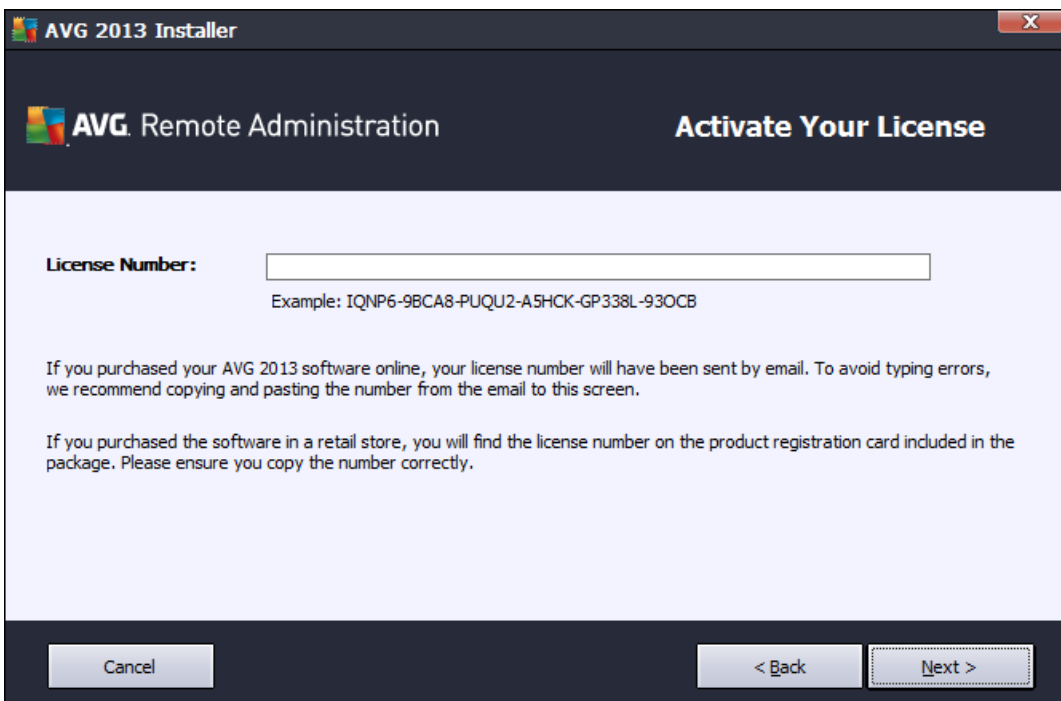 AVG 2013 Installer
AVG. Remote Administration
Activate Your License
License Number:
Example: IQNP6-9BCA8-PUQU2-A5HCK-GP338L-93OCB
If you purchased your AVG 2013 software online, your license number will have been sent by email. To avoid typing errors,
we recommend copying and pasting the number from the email to this screen.
If you purchased the software in a retail store, you will find the license number on the product registration card included in the
package. Please ensure you copy the number correctly.
Cancel
< Back
Next >